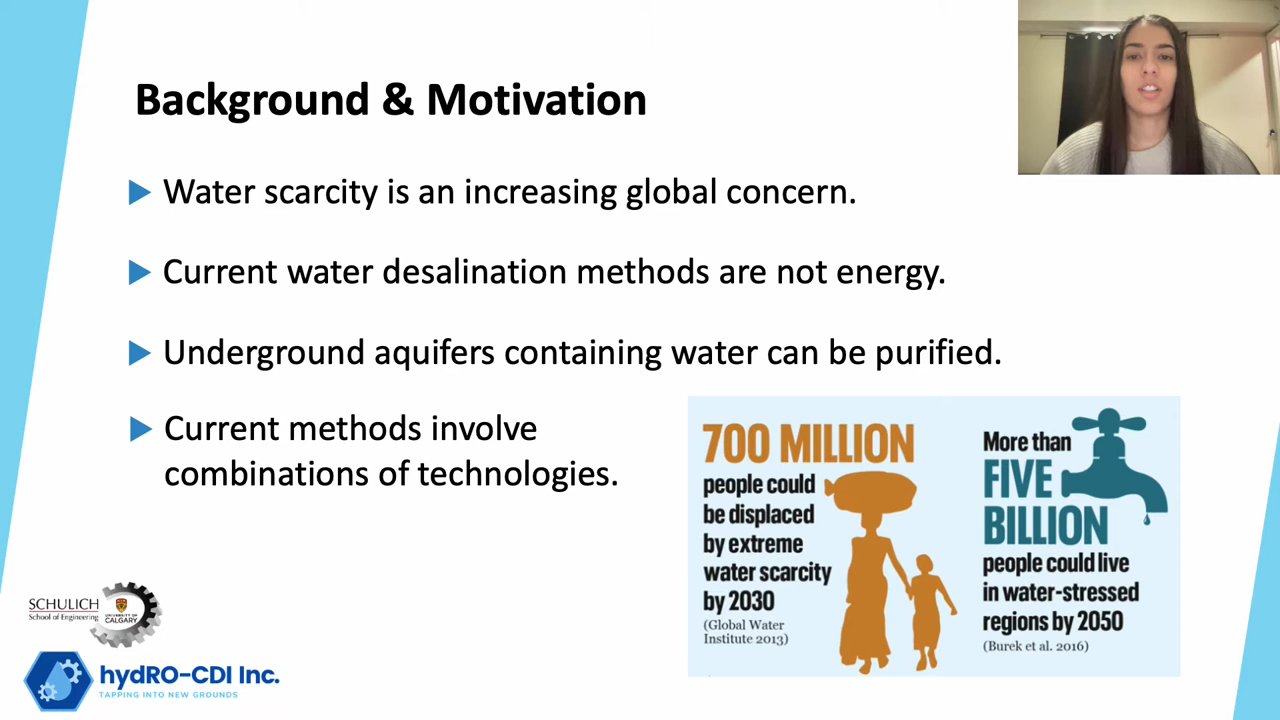 Background & Motivation
Water scarcity is an increasing global concern.
Current water desalination methods are not energy.
Underground aquifers containing water can be purified.
Current methods involve
combinations of technologies.
700 MILLION
people could
be displaced
by extreme
water scarcity
by 2030
(Global Water
Institute 2013)
More than
FIVE
BILLION
people could live
in water-stressed
regions by 2050
(Burek et al. 2016)
SCHULICH
School of Engineering
UNIVERSITY OF
CALGARY
hydRO-CDI Inc.
TAPPING INTO NEW GROUNDS